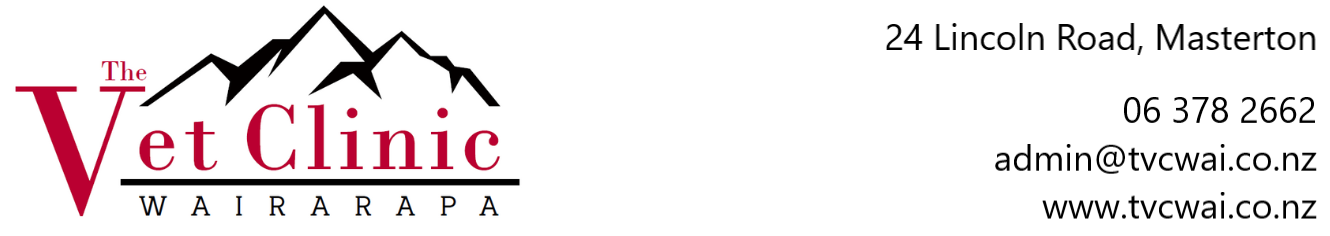 The
Vet Clinic
WAIRARAPA
24 Lincoln Road, Masterton
06 378 2662
admin@tvcwai.co.nz
www.tvcwai.co.nz